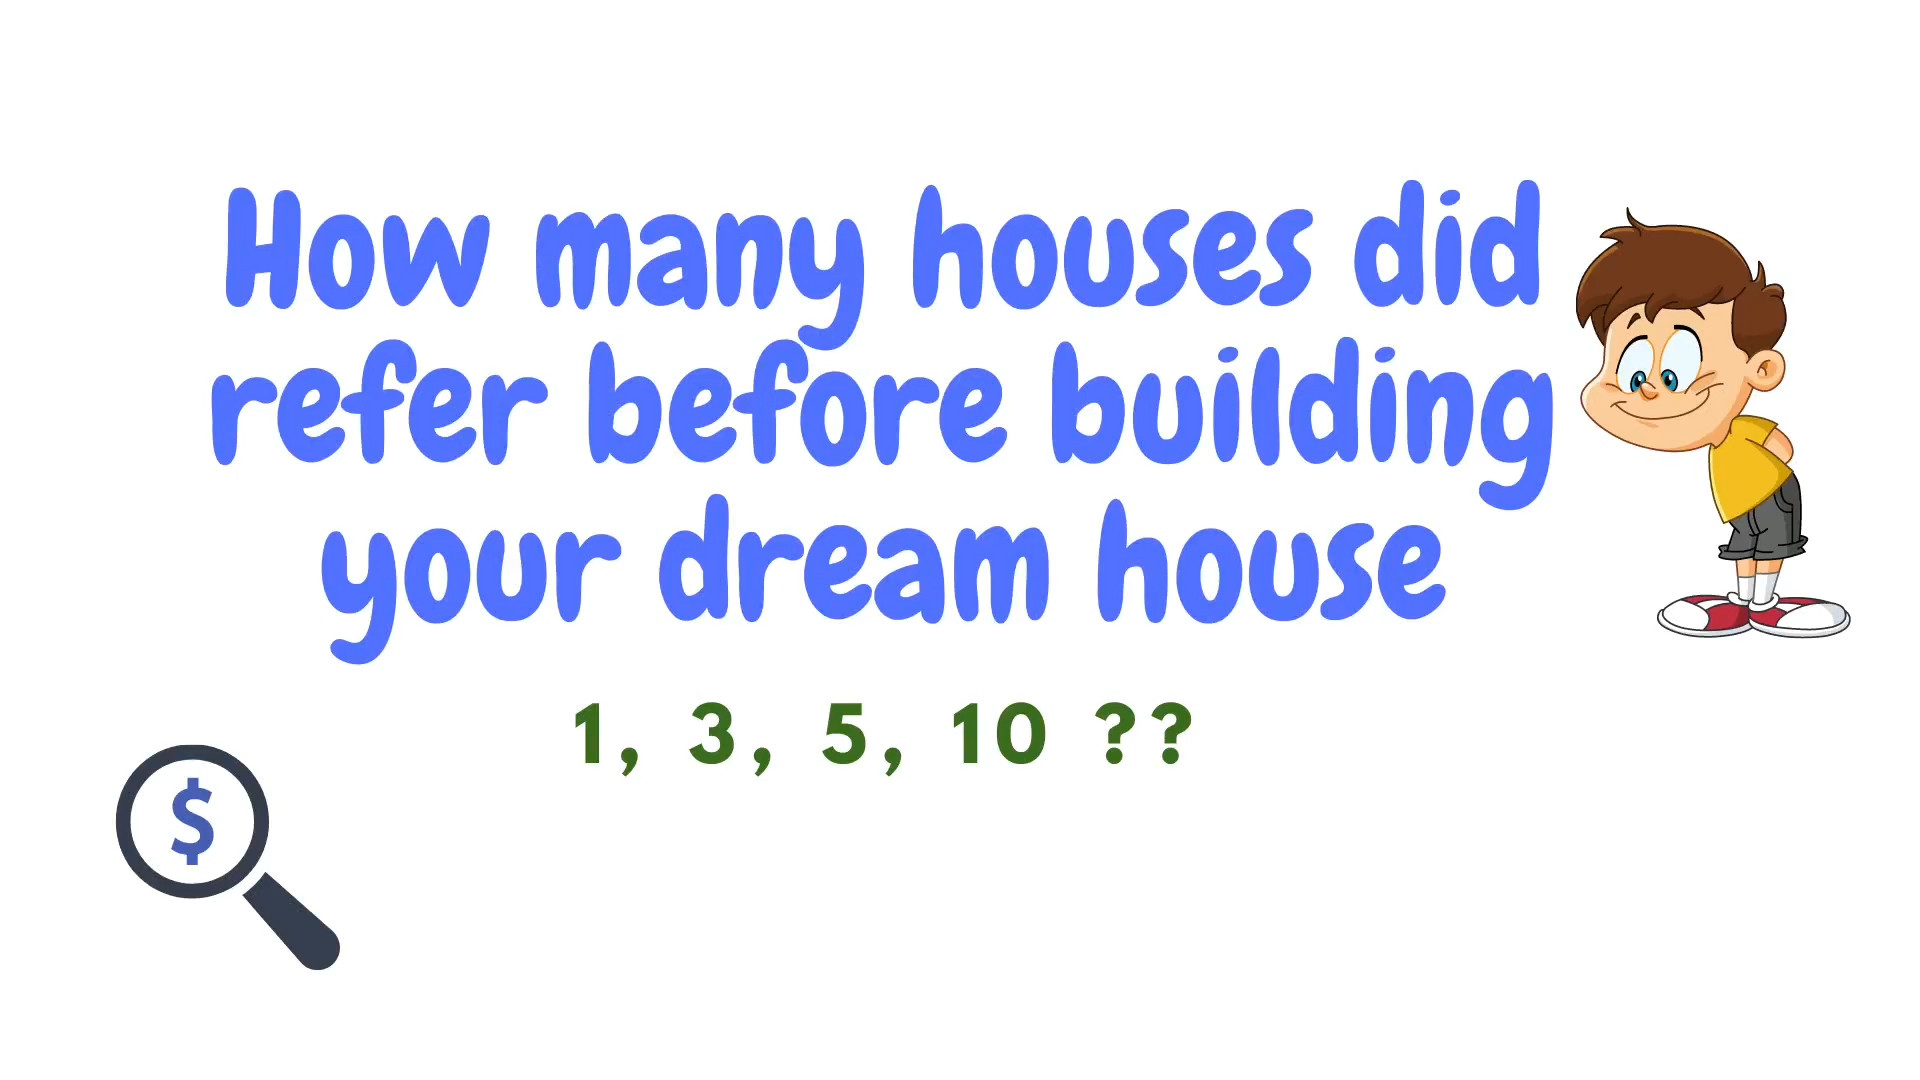 How many houses did
refer before building
your dream house
1, 3, 5, 10 ??
$